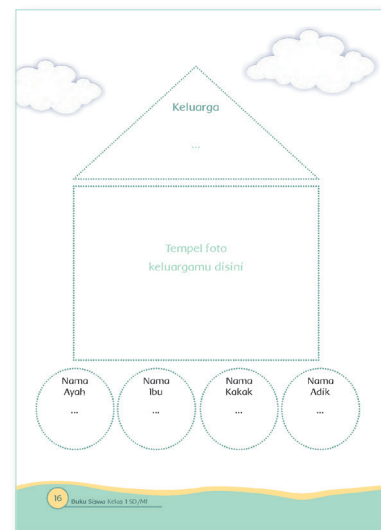 Keluarga
...
Tempel foto
keluargamu disini
Nama
Ayah
...
Nama
Ibu
...
Nama
Kakak
...
Nama
Adik
...
16
Buku Siswa Kelas 1 SD/MI